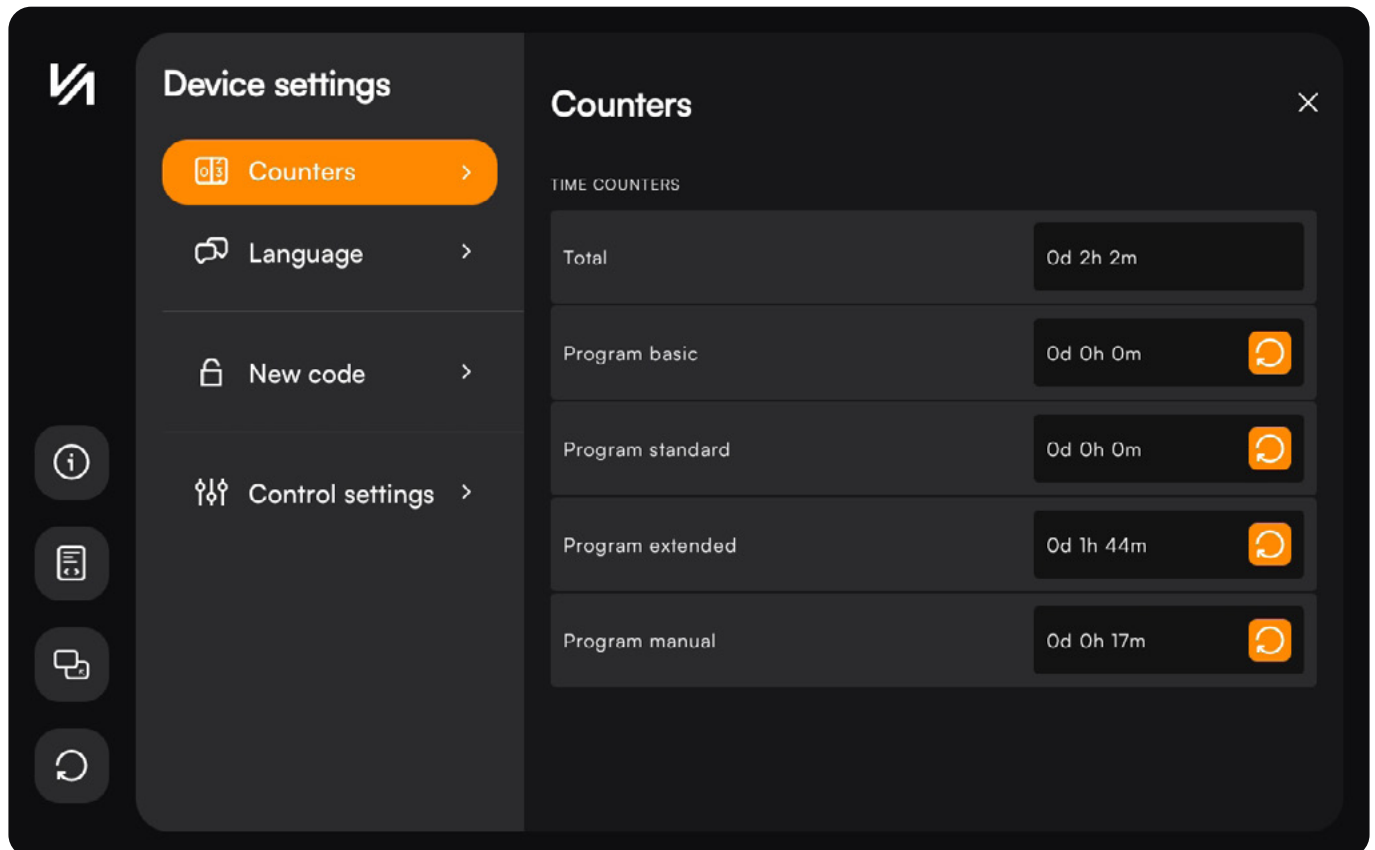 Device settings
Counters
Language
New code
Control settings
Counters
TIME COUNTERS
Total 0d 2h 2m
Program basic 0d 0h 0m
Program standard 0d 0h 0m
Program extended 0d 1h 44m
Program manual 0d 0h 17m